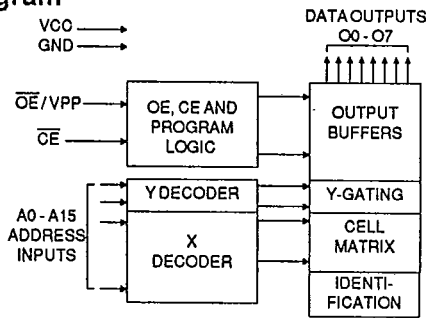 gram
VCC
GND
DATA OUTPUTS
O0 - O7
OE / VPP
CE
OE, CE AND
PROGRAM
LOGIC
OUTPUT
BUFFERS
A0 - A15
ADDRESS
INPUTS
Y DECODER
Y-GATING
X
DECODER
CELL
MATRIX
IDENTI-
FICATION